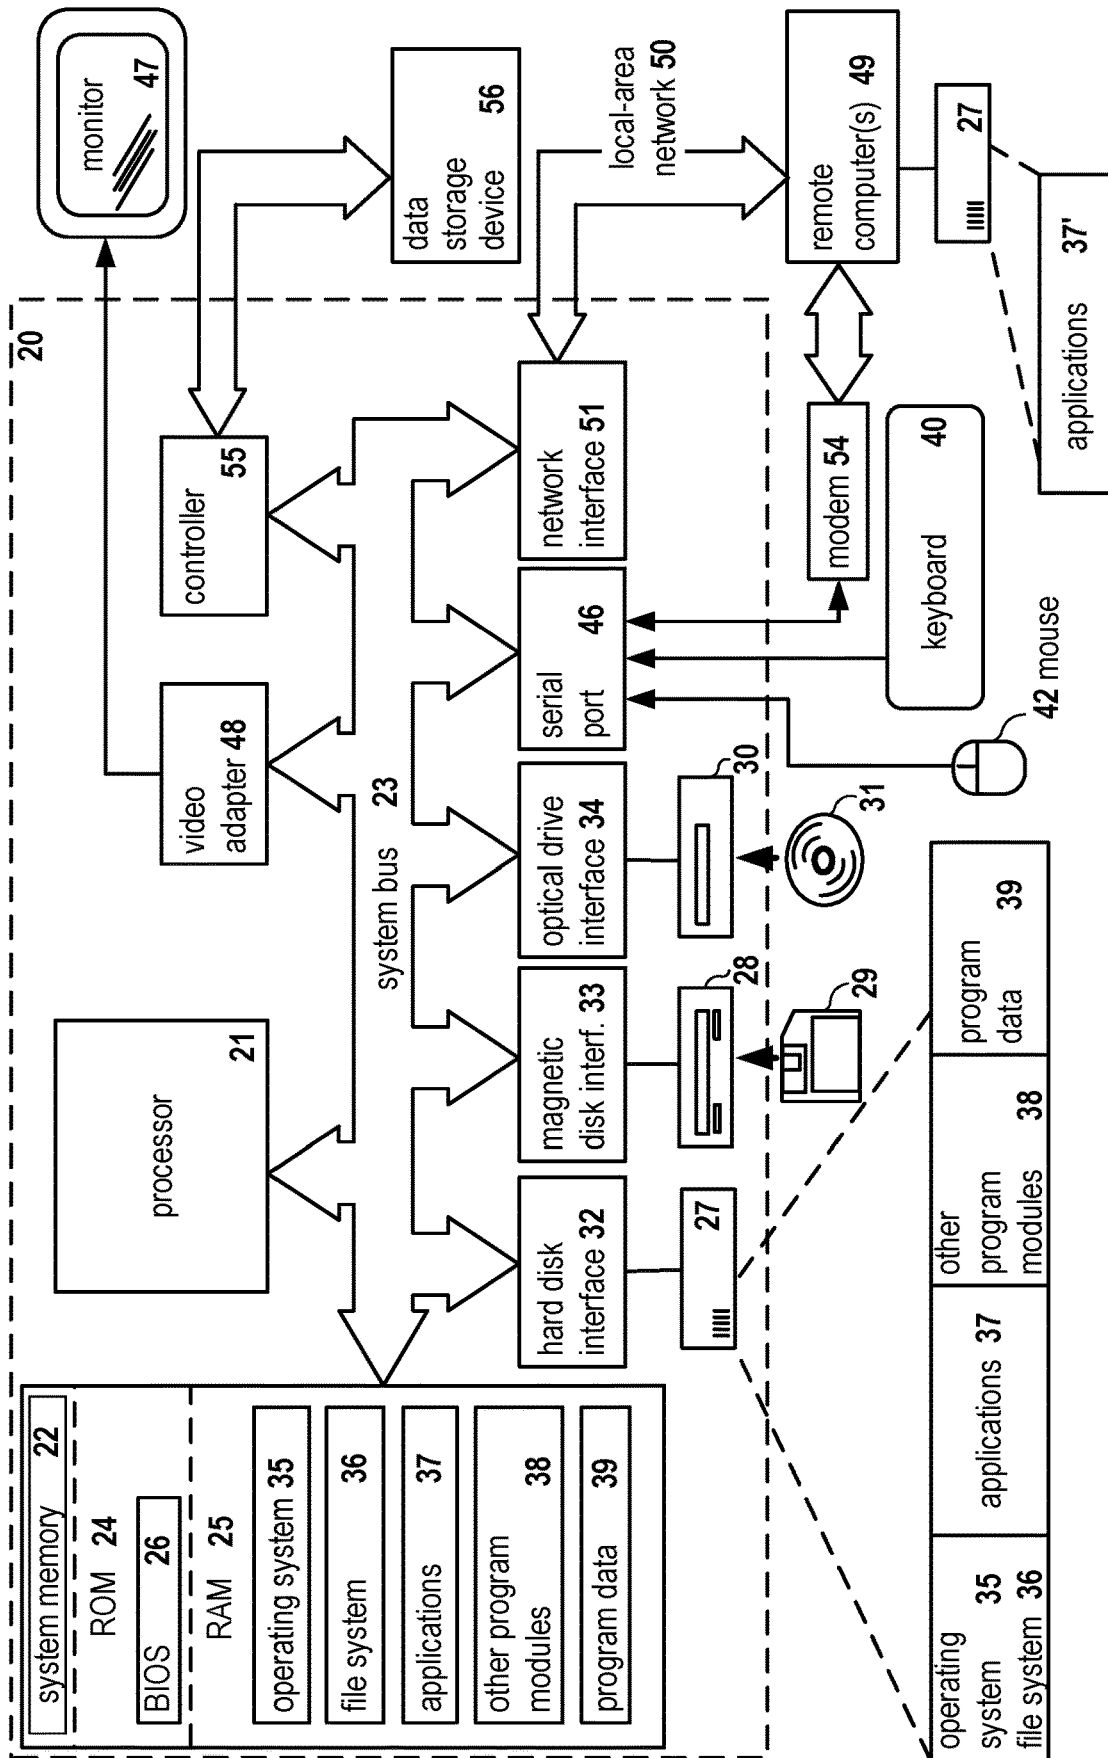 20
system memory 22
ROM 24
BIOS 26
RAM 25
operating system 35
file system 36
applications 37
other program
modules 38
program data 39
processor
21
video
adapter 48
controller
55
monitor
47
system bus 23
data
storage
device
56
hard disk
interface 32
magnetic
disk interf. 33
optical drive
interface 34
serial
port
46
network
interface 51
local-area
network 50
27
28
30
29
31
modem 54
remote
computer(s) 49
27
keyboard
40
42 mouse
applications 37'
operating
system 35
file system 36
applications 37
other
program
modules
38
program
data
39